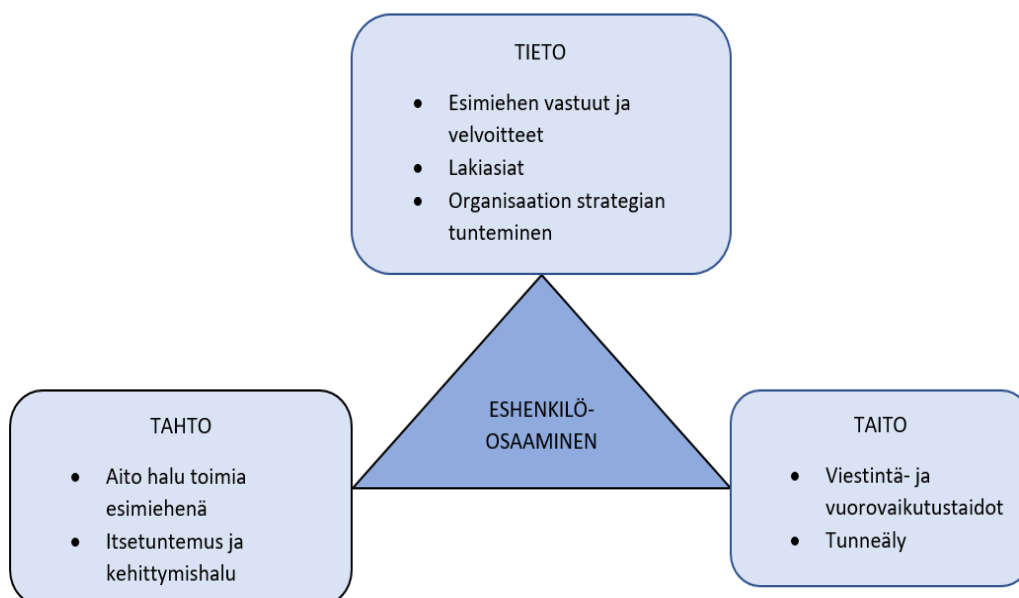 TIETO
• Esimiehen vastuut ja
velvoitteet
• Lakiasiat
• Organisaation strategian
tunteminen
ESHENKILÖ-
OSAAMINEN
TAHTO
• Aito halu toimia
esimiehenä
• Itsetuntemus ja
kehittymishalu
TAITO
• Viestintä- ja
vuorovaikutustaidot
• Tunneäly